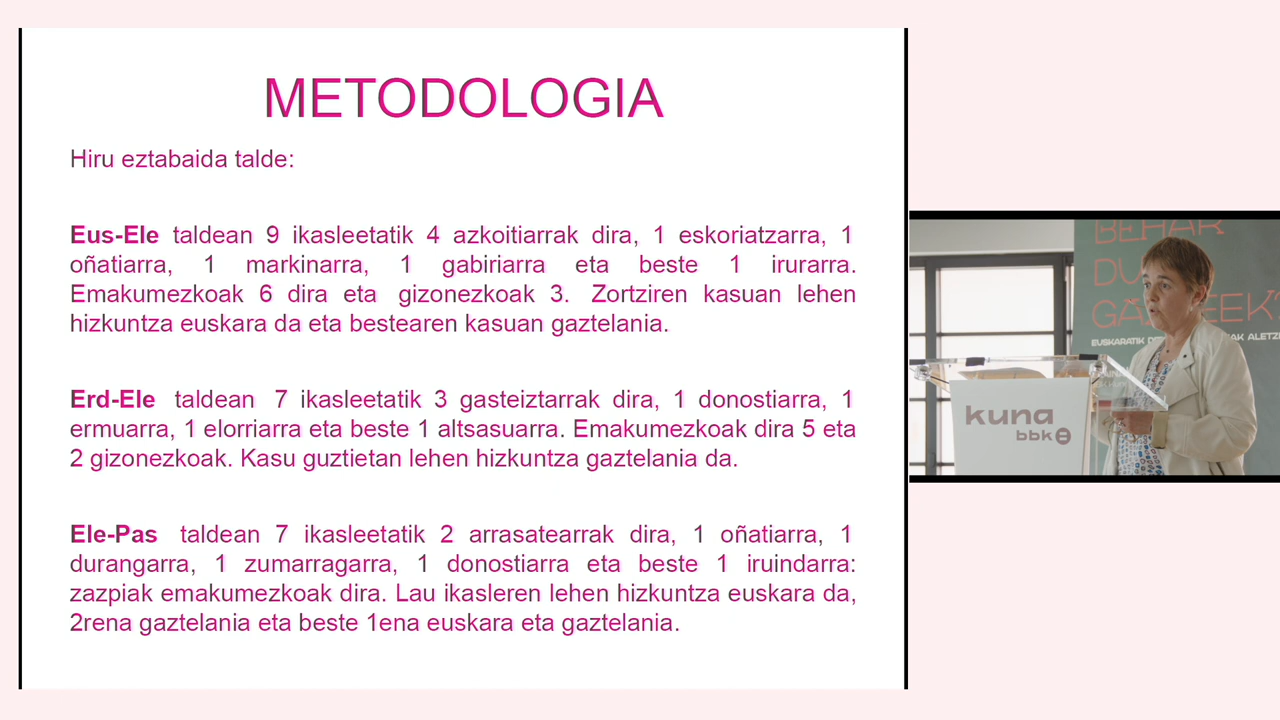 METODOLOGIA
Hiru eztabaida talde:
Eus-Ele taldean 9 ikasleetatik 4 azkoitiarrak dira, 1 eskoriatzarra, 1
oñatiarra, 1 markinarra, 1 gabiriarra eta beste 1 irurarra.
Emakumezkoak 6 dira eta gizonezkoak 3. Zortziren kasuan lehen
hizkuntza euskara da eta bestearen kasuan gaztelania.
Erd-Ele taldean 7 ikasleetatik 3 gasteiztarrak dira, 1 donostiarra, 1
ermuarra, 1 elorriarra eta beste 1 altsasuarra. Emakumezkoak dira 5 eta
2 gizonezkoak. Kasu guztietan lehen hizkuntza gaztelania da.
Ele-Pas taldean 7 ikasleetatik 2 arrasatearrak dira, 1 oñatiarra, 1
durangarra, 1 zumarragarra, 1 donostiarra eta beste 1 iruindarra:
zazpiak emakumezkoak dira. Lau ikasleren lehen hizkuntza euskara da,
2rena gaztelania eta beste 1ena euskara eta gaztelania.
BEHAR
DU
GAZ
EUSKARATIK
kuna
bbk